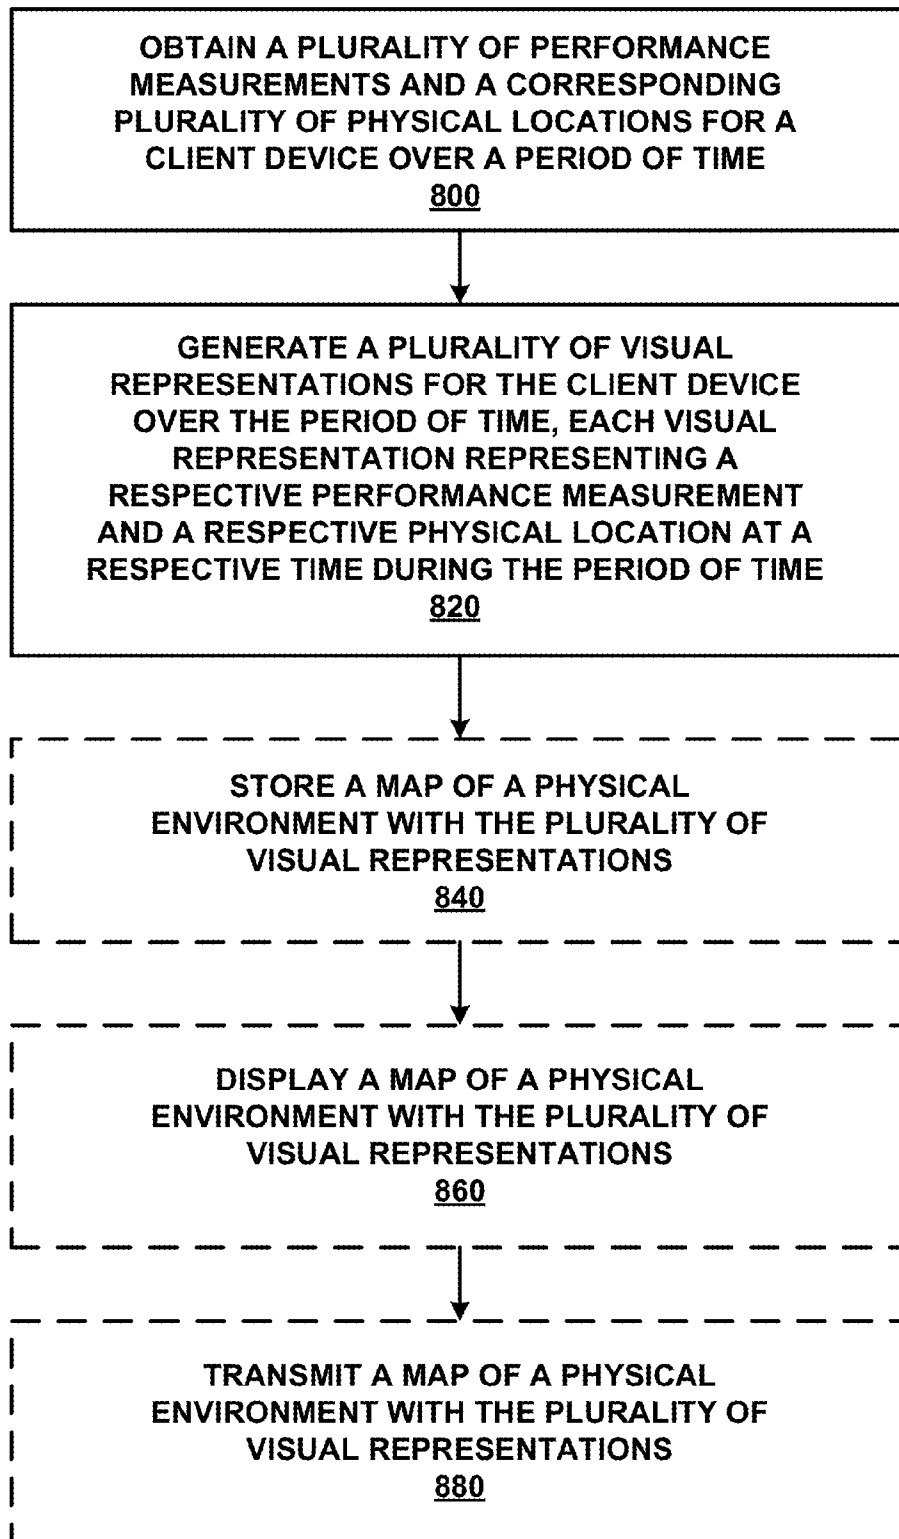 OBTAIN A PLURALITY OF PERFORMANCE
MEASUREMENTS AND A CORRESPONDING
PLURALITY OF PHYSICAL LOCATIONS FOR A
CLIENT DEVICE OVER A PERIOD OF TIME
800
GENERATE A PLURALITY OF VISUAL
REPRESENTATIONS FOR THE CLIENT DEVICE
OVER THE PERIOD OF TIME, EACH VISUAL
REPRESENTATION REPRESENTING A
RESPECTIVE PERFORMANCE MEASUREMENT
AND A RESPECTIVE PHYSICAL LOCATION AT A
RESPECTIVE TIME DURING THE PERIOD OF TIME
820
STORE A MAP OF A PHYSICAL
ENVIRONMENT WITH THE PLURALITY OF
VISUAL REPRESENTATIONS
840
DISPLAY A MAP OF A PHYSICAL
ENVIRONMENT WITH THE PLURALITY OF
VISUAL REPRESENTATIONS
860
TRANSMIT A MAP OF A PHYSICAL
ENVIRONMENT WITH THE PLURALITY OF
VISUAL REPRESENTATIONS
880